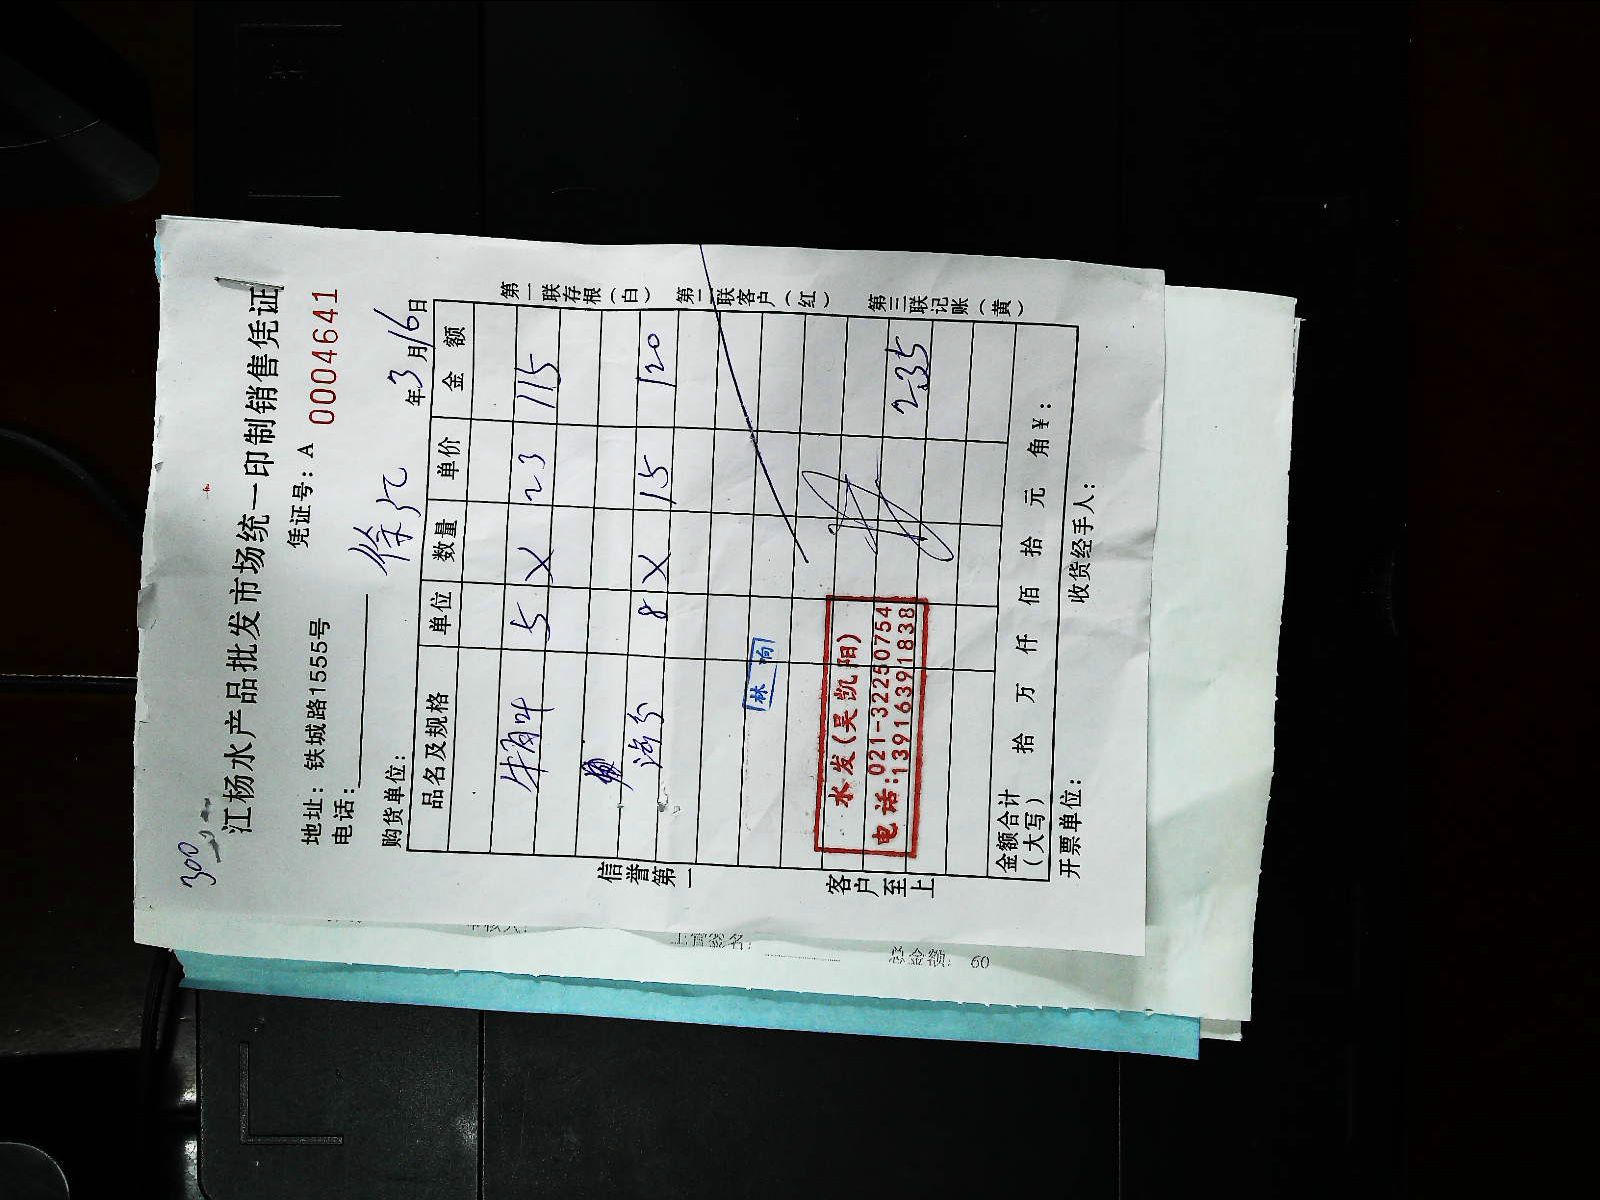 300
江杨水产品批发市场统一印制销售凭证
地址：铁城路1555号 凭证号：A 0004641
电话：
购货单位： 年3月16日
品名及规格 单位 数量 单价 金额
5 X 23 115
8 X 15 120
林 向
235
水发(吴凯阳)
电话:021-32250754
13916391838
金额合计（大写） 拾 万 仟 佰 拾 元 角￥：
开票单位： 收货经手人：
信誉第一
客户至上
第一联存根（白）
第二联客户（红）
第三联记账（黄）
总金额: 60